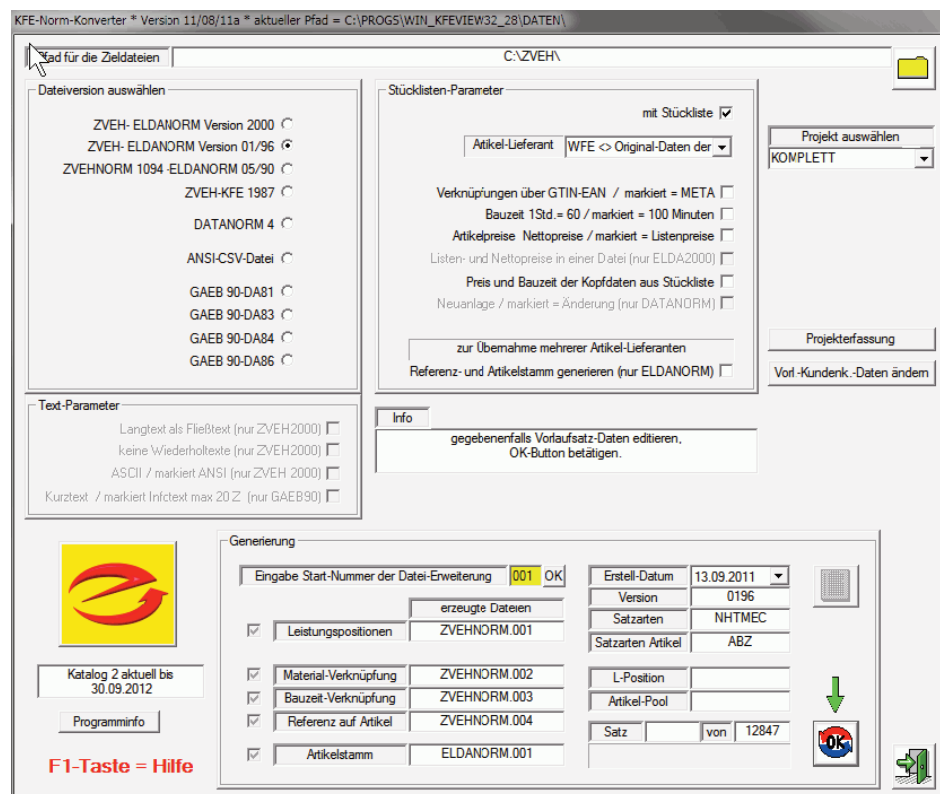 KFE-Norm-Konverter * Version 11/08/11a * aktueller Pfad = C:\PROGS\WIN_KFEVIEW32_28\DATEN\
Pfad für die Zieldateien
C:\ZVEH\
Dateiversion auswählen
ZVEH- ELDANORM Version 2000
ZVEH- ELDANORM Version 01/96
ZVEHNORM 1094 -ELDANORM 05/90
ZVEH-KFE 1987
DATANORM 4
ANSI-CSV-Datei
GAEB 90-DA81
GAEB 90-DA83
GAEB 90-DA84
GAEB 90-DA86
Stücklisten-Parameter
mit Stückliste
Artikel-Lieferant
WFE <> Original-Daten der
Verknüpfungen über GTIN-EAN / markiert = META
Bauzeit 1Std.= 60 / markiert = 100 Minuten
Artikelpreise Nettopreise / markiert = Listenpreise
Listen- und Nettopreise in einer Datei (nur ELDA2000)
Preis und Bauzeit der Kopfdaten aus Stückliste
Neuanlage / markiert = Änderung (nur DATANORM)
zur Übernahme mehrerer Artikel-Lieferanten
Referenz- und Artikelstamm generieren (nur ELDANORM)
Projekt auswählen
KOMPLETT
Projekterfassung
Vorl.-Kundenk.-Daten ändern
Text-Parameter
Langtext als Fließtext (nur ZVEH2000)
keine Wiederholtexte (nur ZVEH2000)
ASCII / markiert ANSI (nur ZVEH 2000)
Kurztext / markiert Infotext max 20 Z (nur GAEB90)
Info
gegebenenfalls Vorlaufsatz-Daten editieren,
OK-Button betätigen.
Katalog 2 aktuell bis
30.09.2012
Programminfo
F1-Taste = Hilfe
Generierung
Eingabe Start-Nummer der Datei-Erweiterung
001
OK
erzeugte Dateien
Leistungspositionen
ZVEHNORM.001
Material-Verknüpfung
ZVEHNORM.002
Bauzeit-Verknüpfung
ZVEHNORM.003
Referenz auf Artikel
ZVEHNORM.004
Artikelstamm
ELDANORM.001
Erstell-Datum
13.09.2011
Version
0196
Satzarten
NHTMEC
Satzarten Artikel
ABZ
L-Position
Artikel-Pool
Satz
von
12847
OK